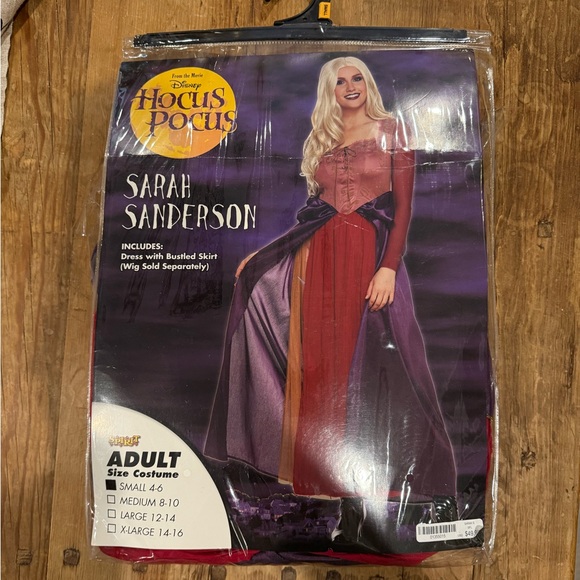 From the Movie
Disney
HOCUS
POCUS
SARAH
SANDERSON
INCLUDES:
Dress with Bustled Skirt
(Wig Sold Separately)
SPIRIT
ADULT
Size Costume
SMALL 4-6
MEDIUM 8-10
LARGE 12-14
X-LARGE 14-16